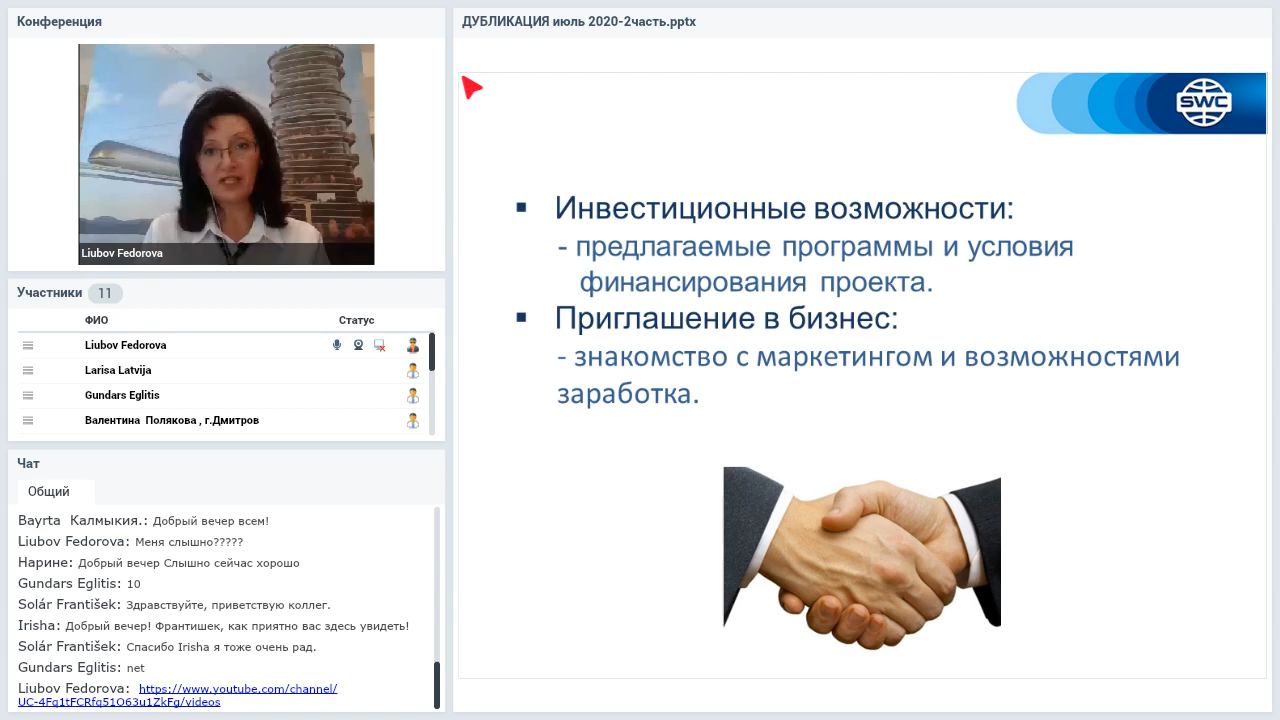 Конференция
Liubov Fedorova
Участники 11
ФИО Статус
Liubov Fedorova
Larisa Latvija
Gundars Eglitis
Валентина Полякова , г.Дмитров
Чат
Общий
Bayrta Калмыкия.: Добрый вечер всем!
Liubov Fedorova: Меня слышно?????
Нарине: Добрый вечер Слышно сейчас хорошо
Gundars Eglitis: 10
Solár František: Здравствуйте, приветствую коллег.
Irisha: Добрый вечер! Франтишек, как приятно вас здесь увидеть!
Solár František: Спасибо Irisha я тоже очень рад.
Gundars Eglitis: net
Liubov Fedorova: https://www.youtube.com/channel/
UC-4Fq1tFCRfq51O63u1ZkFg/videos
ДУБЛИКАЦИЯ июль 2020-2часть.pptx
SWC
▪ Инвестиционные возможности:
- предлагаемые программы и условия
финансирования проекта.
▪ Приглашение в бизнес:
- знакомство с маркетингом и возможностями
заработка.